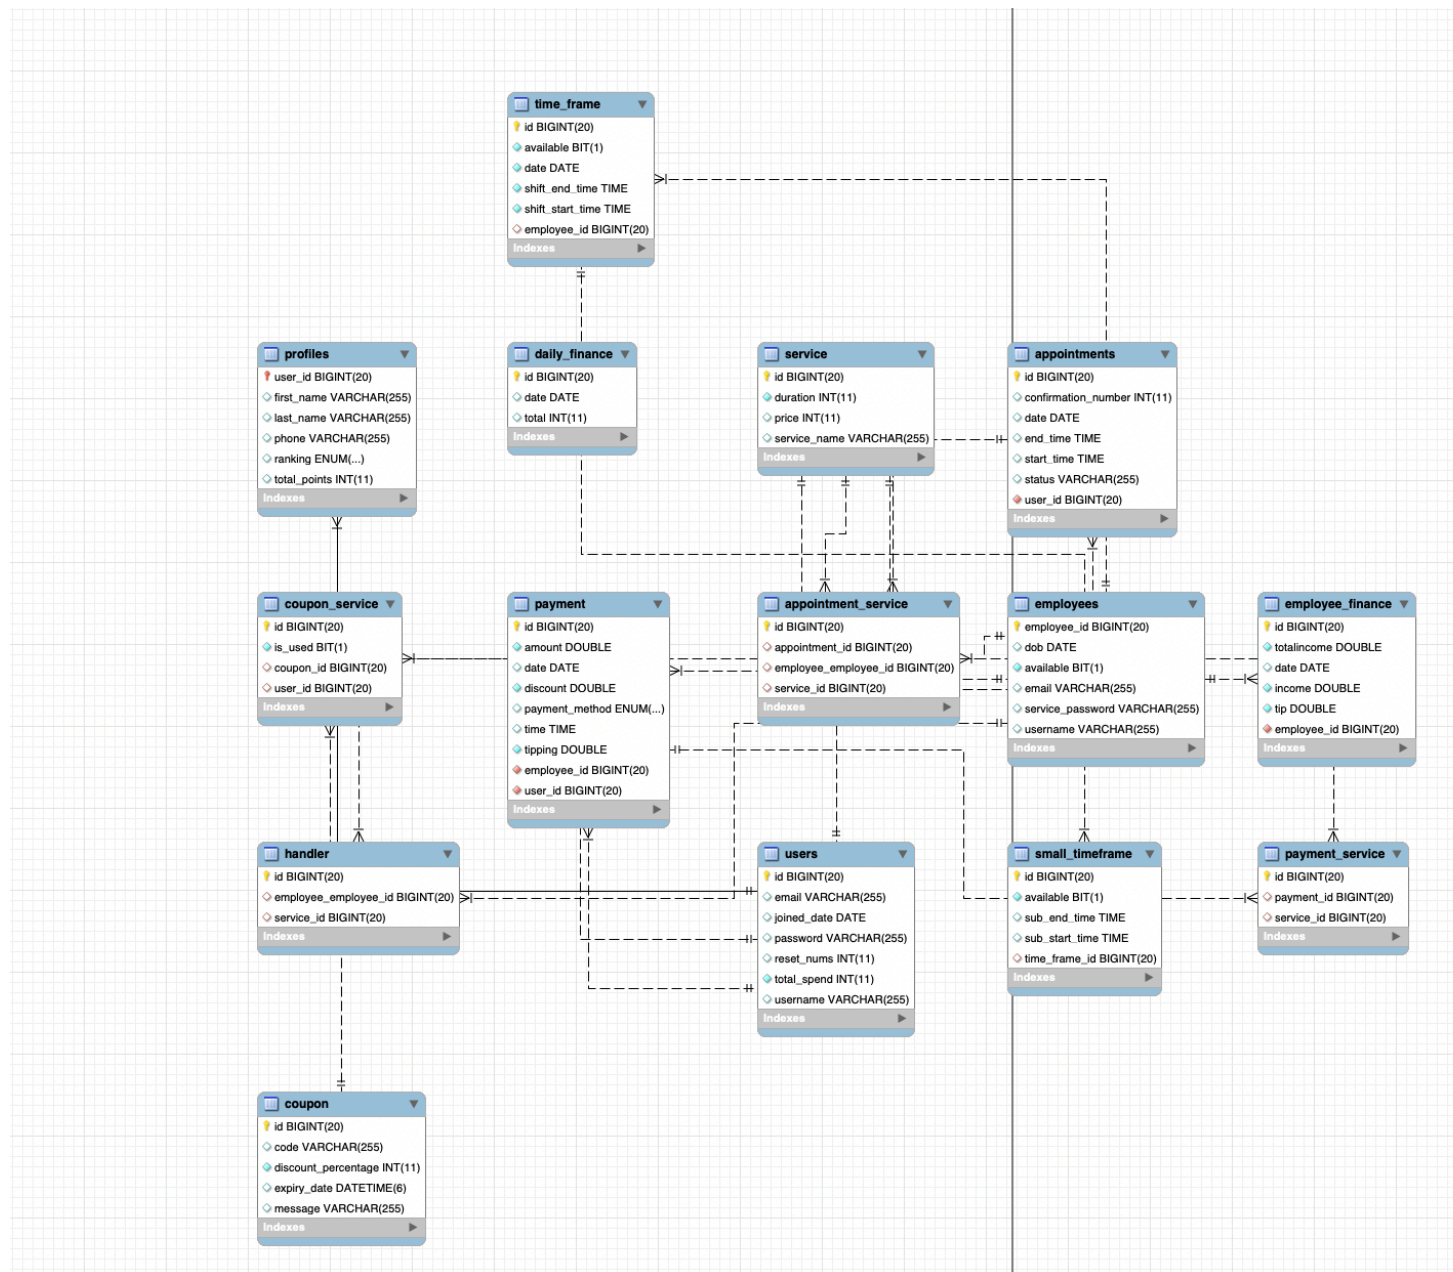 time_frame
id BIGINT(20)
available BIT(1)
date DATE
shift_end_time TIME
shift_start_time TIME
employee_id BIGINT(20)
Indexes
profiles
user_id BIGINT(20)
first_name VARCHAR(255)
last_name VARCHAR(255)
phone VARCHAR(255)
ranking ENUM(...)
total_points INT(11)
Indexes
daily_finance
id BIGINT(20)
date DATE
total INT(11)
Indexes
service
id BIGINT(20)
duration INT(11)
price INT(11)
service_name VARCHAR(255)
Indexes
appointments
id BIGINT(20)
confirmation_number INT(11)
date DATE
end_time TIME
start_time TIME
status VARCHAR(255)
user_id BIGINT(20)
Indexes
coupon_service
id BIGINT(20)
is_used BIT(1)
coupon_id BIGINT(20)
user_id BIGINT(20)
Indexes
payment
id BIGINT(20)
amount DOUBLE
date DATE
discount DOUBLE
payment_method ENUM(...)
time TIME
tipping DOUBLE
employee_id BIGINT(20)
user_id BIGINT(20)
Indexes
appointment_service
id BIGINT(20)
appointment_id BIGINT(20)
employee_employee_id BIGINT(20)
service_id BIGINT(20)
Indexes
employees
employee_id BIGINT(20)
dob DATE
available BIT(1)
email VARCHAR(255)
service_password VARCHAR(255)
username VARCHAR(255)
Indexes
employee_finance
id BIGINT(20)
totalincome DOUBLE
date DATE
income DOUBLE
tip DOUBLE
employee_id BIGINT(20)
Indexes
handler
id BIGINT(20)
employee_employee_id BIGINT(20)
service_id BIGINT(20)
Indexes
users
id BIGINT(20)
email VARCHAR(255)
joined_date DATE
password VARCHAR(255)
reset_nums INT(11)
total_spend INT(11)
username VARCHAR(255)
Indexes
small_timeframe
id BIGINT(20)
available BIT(1)
sub_end_time TIME
sub_start_time TIME
time_frame_id BIGINT(20)
Indexes
payment_service
id BIGINT(20)
payment_id BIGINT(20)
service_id BIGINT(20)
Indexes
coupon
id BIGINT(20)
code VARCHAR(255)
discount_percentage INT(11)
expiry_date DATETIME(6)
message VARCHAR(255)
Indexes